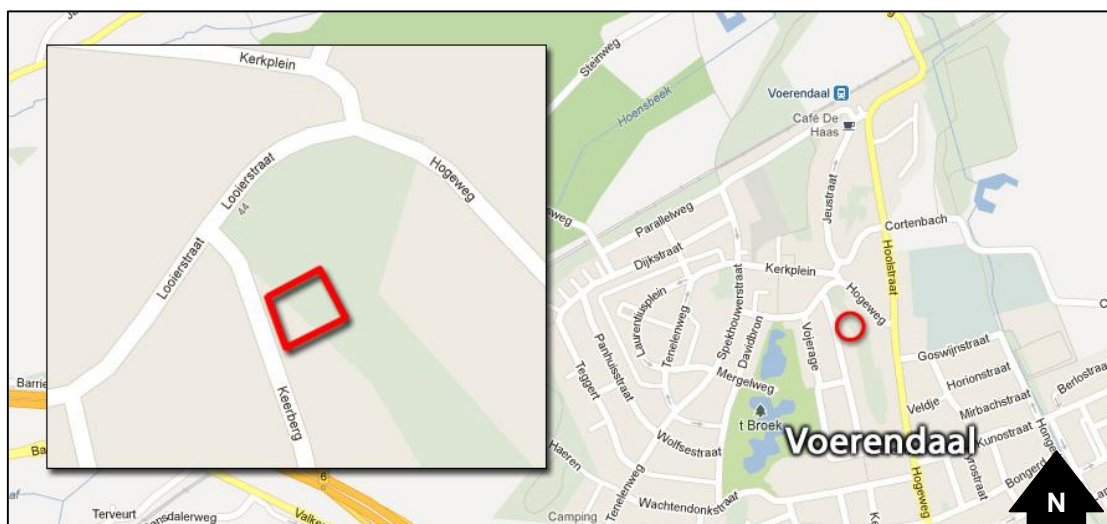 Kerkplein
Looierstraat
44
Hogeweg
Looierstraat
Keerberg
Steinweg
Hoensbeek
Voerendaal
Café De
Haas
Jeustraat
Parallelweg
Dijkstraat
Cortenbach
Kerkplein
Hoolstraat
Hogeweg
Laurentiusplein
Tenelenweg
Spekhouwerstraat
Davidbron
Vojerage
Goswijnstraat
Panhuisstraat
Mergelweg
Horionstraat
Berlostraat
Teggert
Veldje
Mirbachstraat
t Broek
Voerendaal
Kunostraat
Wolfsestraat
Bongerd
Haeren
Tenelenweg
Wachtendonkstraat
Hogeweg
Camping
Terveurt
N